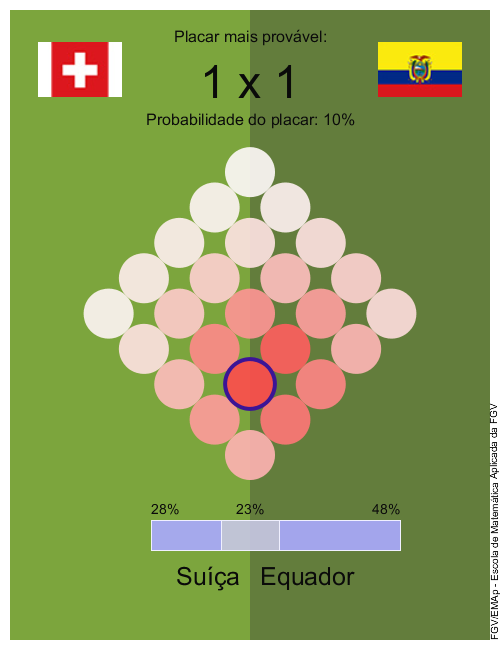 Placar mais provável:
1 x 1
Probabilidade do placar: 10%
28% 23% 48%
Suíça Equador
FGV/EMAp - Escola de Matemática Aplicada da FGV